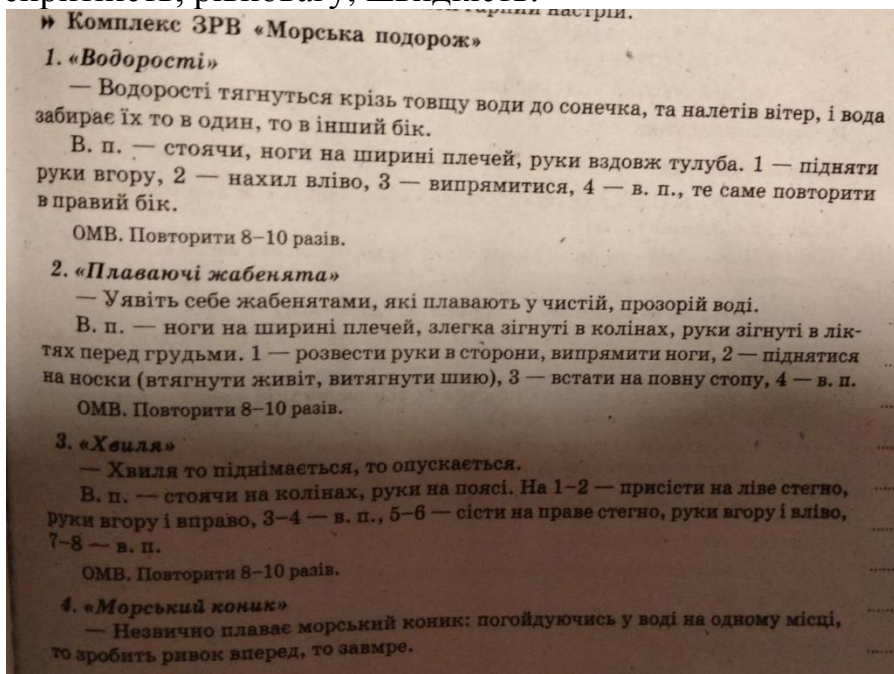 спритність, рівновагу, швидкість.
настрій.
» Комплекс ЗРВ «Морська подорож»
1. «Водорості»
— Водорості тягнуться крізь товщу води до сонечка, та налетів вітер, і вода
забирає їх то в один, то в інший бік.
В. п. — стоячи, ноги на ширині плечей, руки вздовж тулуба. 1 — підняти
руки вгору, 2 — нахил вліво, 3 — випрямитися, 4 — в. п., те саме повторити
в правий бік.
ОМВ. Повторити 8–10 разів.
2. «Плаваючі жабенята»
— Уявіть себе жабенятами, які плавають у чистій, прозорій воді.
В. п. — ноги на ширині плечей, злегка зігнуті в колінах, руки зігнуті в лік-
тях перед грудьми. 1 — розвести руки в сторони, випрямити ноги, 2 — піднятися
на носки (втягнути живіт, витягнути шию), 3 — встати на повну стопу, 4 — в. п.
ОМВ. Повторити 8–10 разів.
3. «Хвиля»
— Хвиля то піднімається, то опускається.
В. п. — стоячи на колінах, руки на поясі. На 1–2 — присісти на ліве стегно,
руки вгору і вправо, 3–4 — в. п., 5–6 — сісти на праве стегно, руки вгору і вліво,
7–8 — в. п.
ОМВ. Повторити 8–10 разів.
4. «Морський коник»
— Незвично плаває морський коник: погойдуючись у воді на одному місці,
то зробить ривок вперед, то завмре.